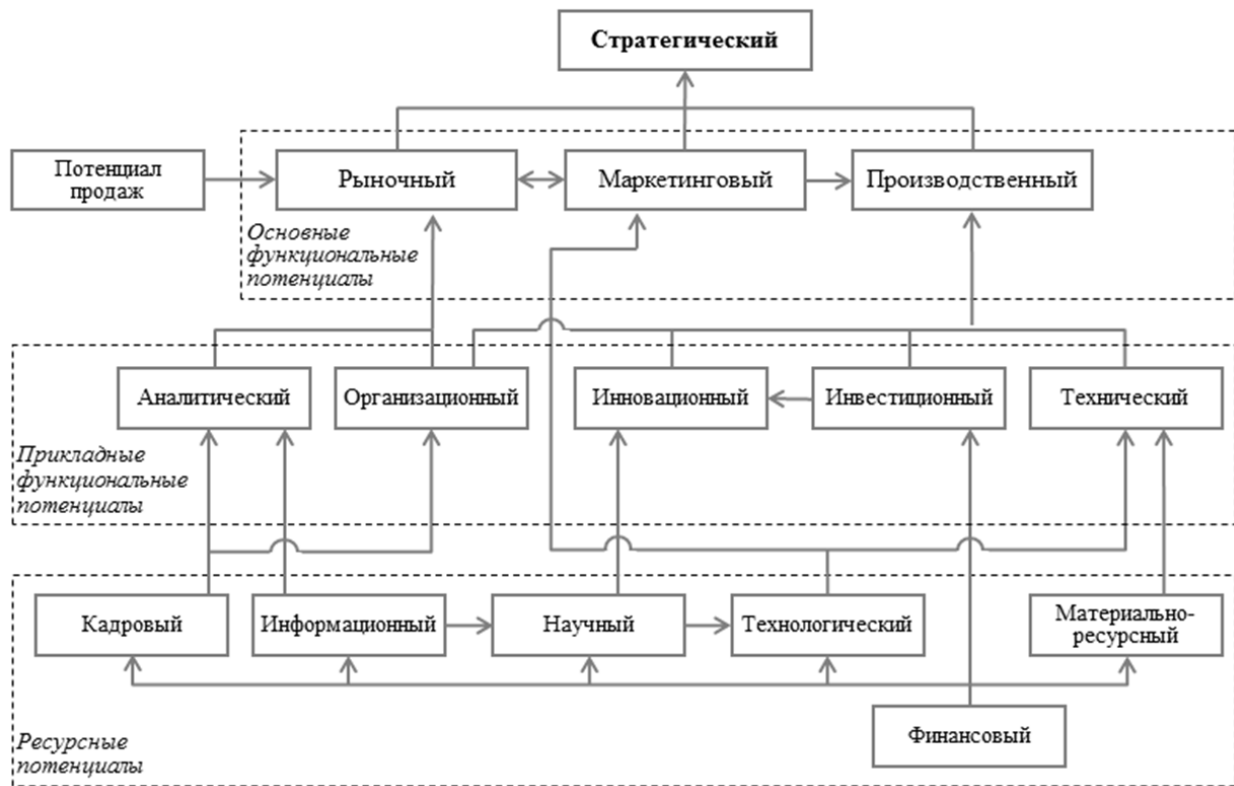 Стратегический
Потенциал
продаж
Рыночный
Маркетинговый
Производственный
Основные
функциональные
потенциалы
Аналитический
Организационный
Инновационный
Инвестиционный
Технический
Прикладные
функциональные
потенциалы
Кадровый
Информационный
Научный
Технологический
Материально-
ресурсный
Финансовый
Ресурсные
потенциалы